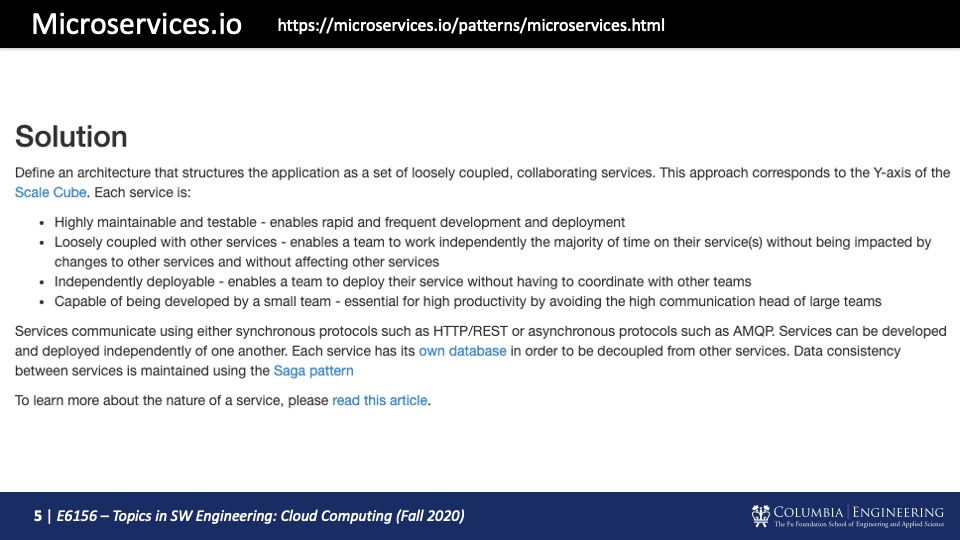 Microservices.io https://microservices.io/patterns/microservices.html
Solution
Define an architecture that structures the application as a set of loosely coupled, collaborating services. This approach corresponds to the Y-axis of the
Scale Cube. Each service is:
• Highly maintainable and testable - enables rapid and frequent development and deployment
• Loosely coupled with other services - enables a team to work independently the majority of time on their service(s) without being impacted by
changes to other services and without affecting other services
• Independently deployable - enables a team to deploy their service without having to coordinate with other teams
• Capable of being developed by a small team - essential for high productivity by avoiding the high communication head of large teams
Services communicate using either synchronous protocols such as HTTP/REST or asynchronous protocols such as AMQP. Services can be developed
and deployed independently of one another. Each service has its own database in order to be decoupled from other services. Data consistency
between services is maintained using the Saga pattern
To learn more about the nature of a service, please read this article.
5 | E6156 – Topics in SW Engineering: Cloud Computing (Fall 2020)
COLUMBIA | ENGINEERING
The Fu Foundation School of Engineering and Applied Science